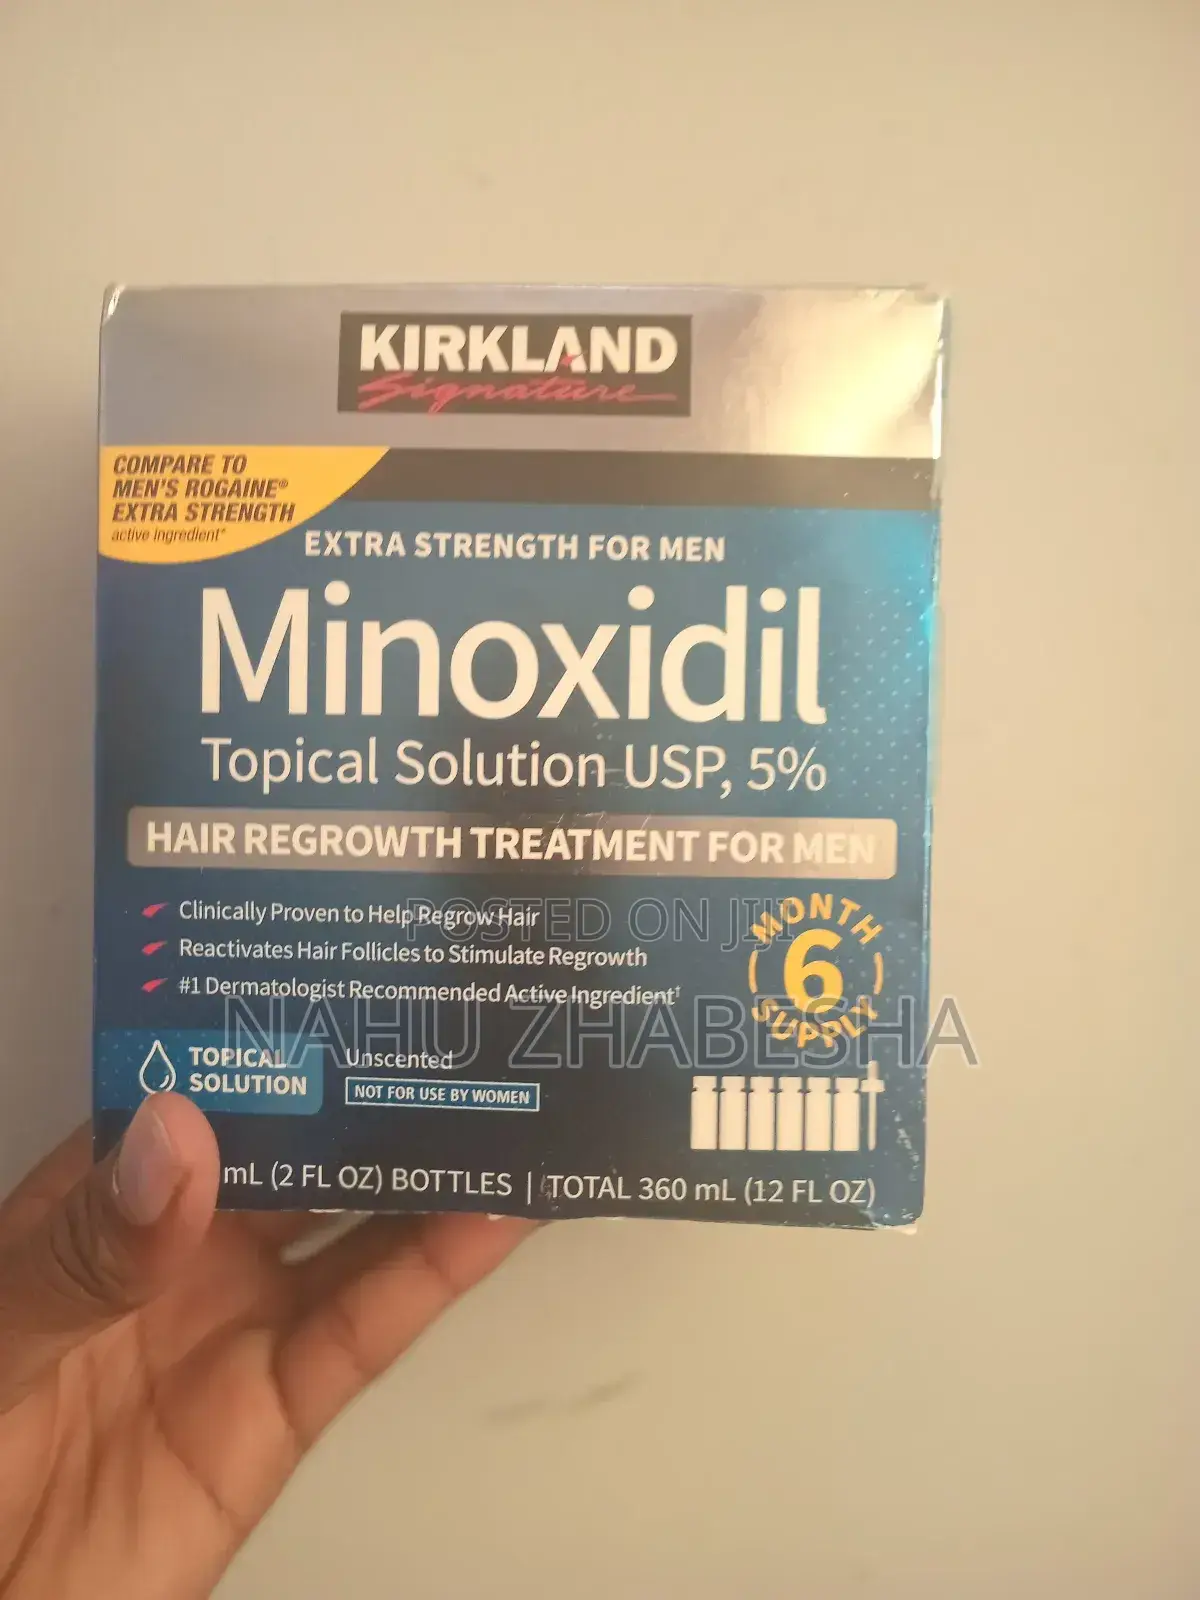 KIRKLAND
Signature
COMPARE TO
MEN'S ROGAINE®
EXTRA STRENGTH
active ingredient*
EXTRA STRENGTH FOR MEN
Minoxidil
Topical Solution USP, 5%
HAIR REGROWTH TREATMENT FOR MEN
Clinically Proven to Help Regrow Hair
Reactivates Hair Follicles to Stimulate Regrowth
#1 Dermatologist Recommended Active Ingredient†
6
MONTH
SUPPLY
POSTED ON JIJI
NAHU ZHABESHA
TOPICAL
SOLUTION
Unscented
NOT FOR USE BY WOMEN
mL (2 FL OZ) BOTTLES | TOTAL 360 mL (12 FL OZ)